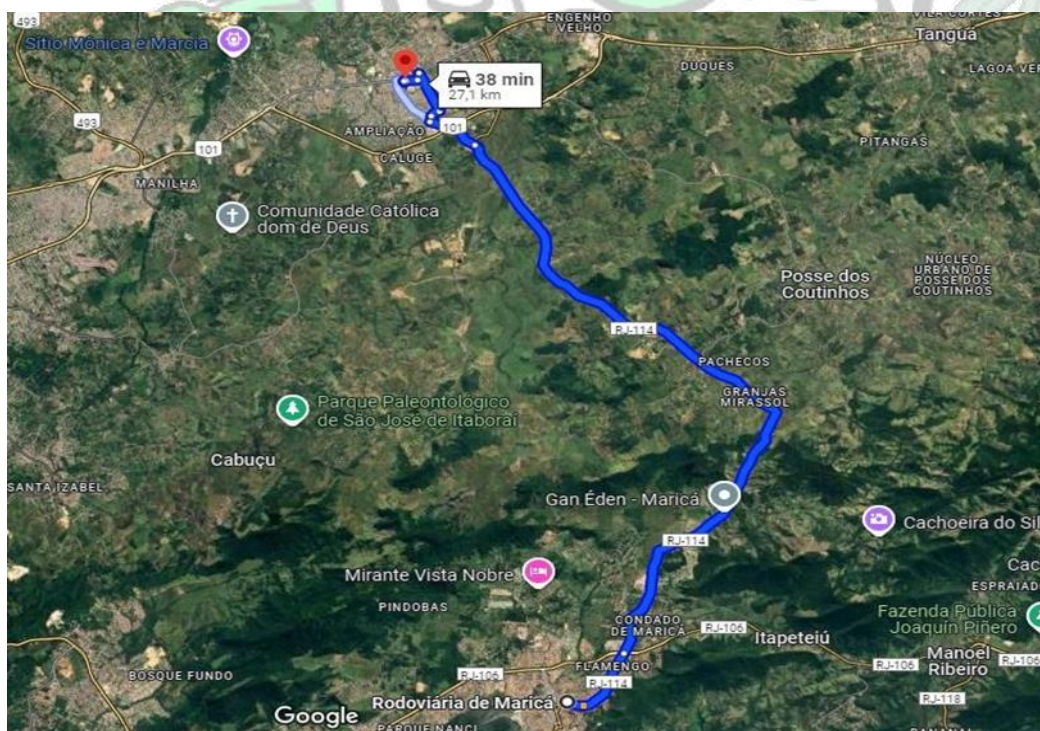 493
Sítio Mônica e Márcia
ENGENHO
VELHO
Tanguá
DUQUES
38 min
27,1 km
493
101
AMPLIAÇÃO
101
CALUGE
PITANGAS
MANILHA
Comunidade Católica
dom de Deus
NÚCLEO
URBANO DE
POSSE DOS
COUTINHOS
Posse dos
Coutinhos
RJ-114
PACHECOS
GRANJAS
MIRASSOL
Parque Paleontológico
de São José de Itaboraí
Cabuçu
SANTA IZABEL
Gan Éden - Maricá
Cachoeira do Sil
RJ-114
Mirante Vista Nobre
Cac
ESPRAIADO
PINDOBAS
CONDADO
DE MARICÁ
RJ-106
Itapeteiú
Fazenda Pública
Joaquín Piñero
FLAMENGO
Manoel
Ribeiro
RJ-106
RJ-106
BOSQUE FUNDO
RJ-106
RJ-114
RJ-118
Rodoviária de Maricá
Google
PARQUE NANCI